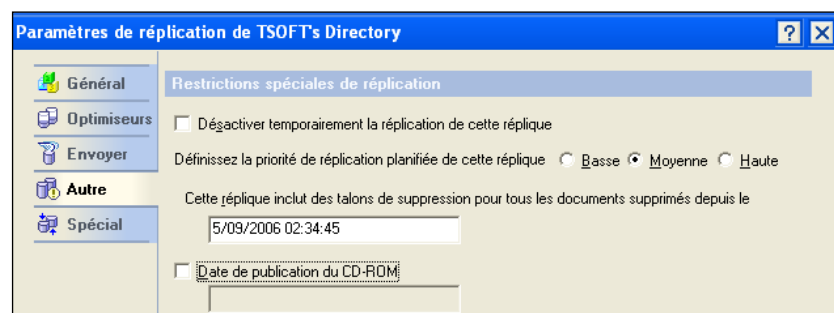 Paramètres de réplication de TSOFT's Directory
Général
Optimiseurs
Envoyer
Autre
Spécial
Restrictions spéciales de réplication
Désactiver temporairement la réplication de cette réplique
Définissez la priorité de réplication planifiée de cette réplique Basse Moyenne Haute
Cette réplique inclut des talons de suppression pour tous les documents supprimés depuis le
5/09/2006 02:34:45
Date de publication du CD-ROM